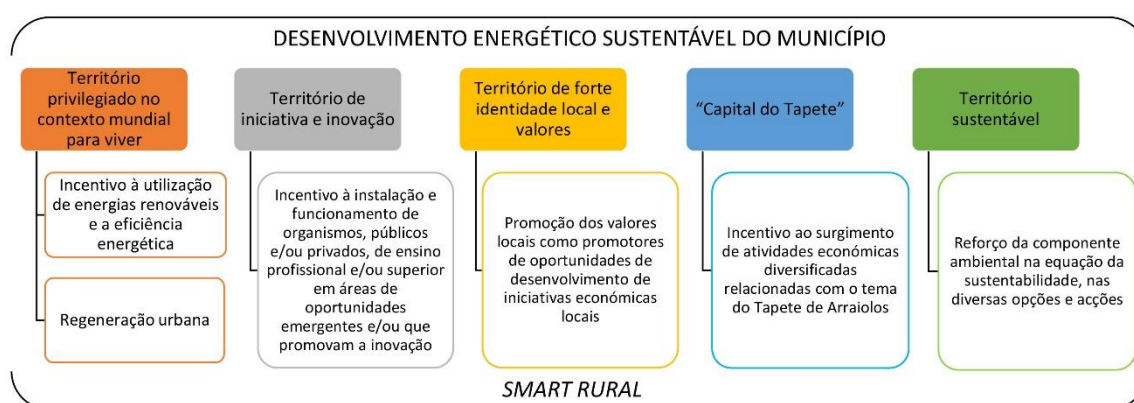 DESENVOLVIMENTO ENERGÉTICO SUSTENTÁVEL DO MUNICÍPIO
Território
privilegiado no
contexto mundial
para viver
Incentivo à utilização
de energias renováveis
e a eficiência
energética
Regeneração urbana
Território de
iniciativa e inovação
Incentivo à instalação e
funcionamento de
organismos, públicos
e/ou privados, de ensino
profissional e/ou superior
em áreas de
oportunidades
emergentes e/ou que
promovam a inovação
Território de forte
identidade local e
valores
Promoção dos valores
locais como promotores
de oportunidades de
desenvolvimento de
iniciativas económicas
locais
“Capital do Tapete”
Incentivo ao surgimento
de atividades económicas
diversificadas
relacionadas com o tema
do Tapete de Arraiolos
Território
sustentável
Reforço da componente
ambiental na equação da
sustentabilidade, nas
diversas opções e acções
SMART RURAL